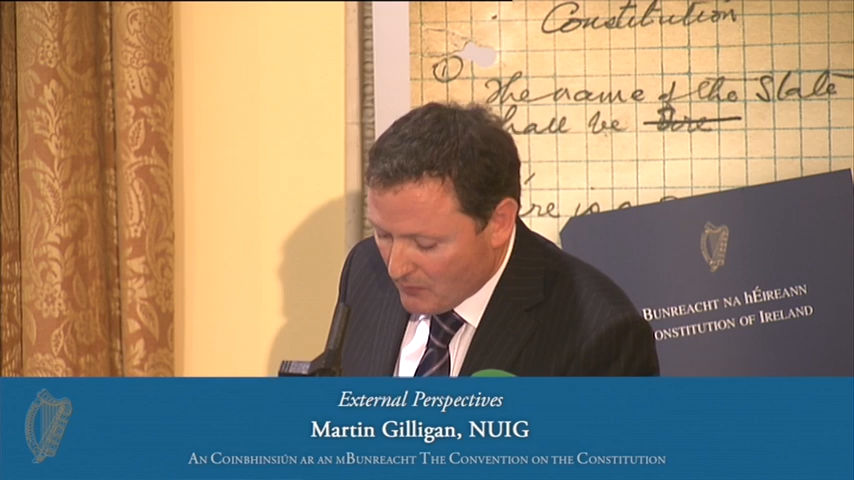 Constitution
① The name of the State
shall be Éire
BUNREACHT NA HÉIREANN
CONSTITUTION OF IRELAND
External Perspectives
Martin Gilligan, NUIG
AN COINBHINSIÚN AR AN MBUNREACHT THE CONVENTION ON THE CONSTITUTION